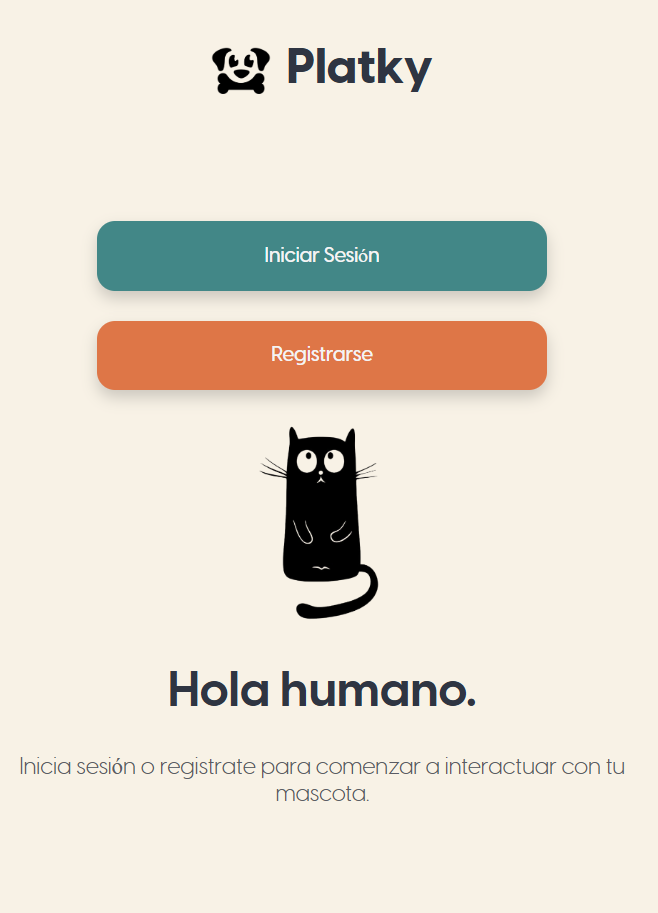 Platky
Iniciar Sesión
Registrarse
Hola humano.
Inicia sesión o registrate para comenzar a interactuar con tu
mascota.